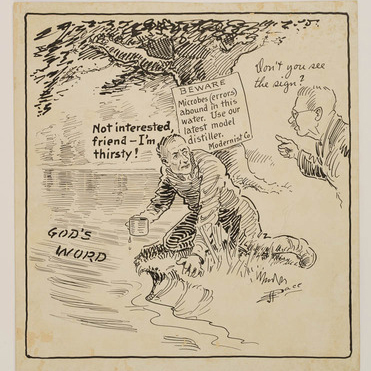 Don't you see
the sign?
BEWARE
Microbes (errors)
abound in this
water. Use our
latest model
distiller.
Modernist Co
Not interested,
friend - I'm
thirsty!
GOD'S
WORD